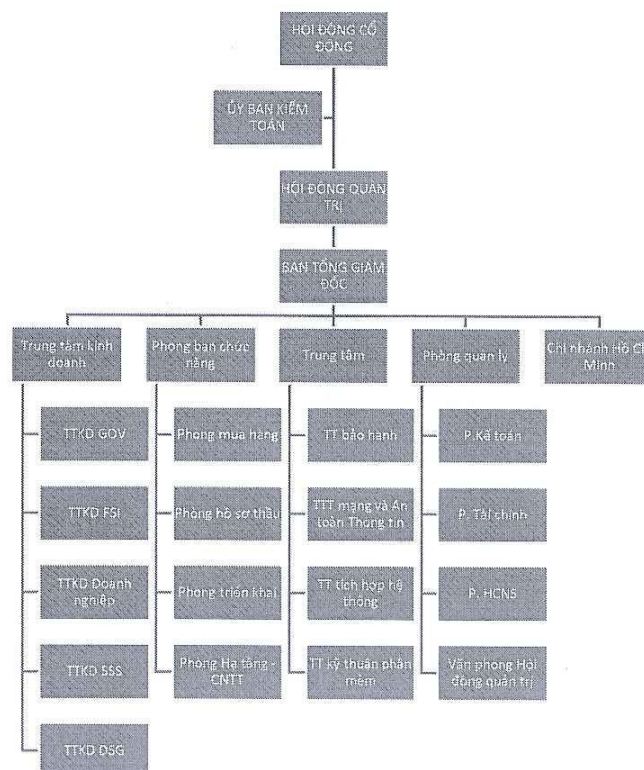 HỘI ĐỒNG CỔ
ĐÔNG
ỦY BAN KIỂM
TOÁN
HỘI ĐỒNG QUẢN
TRỊ
BAN TỔNG GIÁM
ĐỐC
Trung tâm kinh
doanh
Phòng ban chức
năng
Trung tâm
Phòng quản lý
Chi nhánh Hồ Chí
Minh
TTKD GOV
Phòng mua hàng
TT bảo hành
P.Kế toán
TTKD FSI
Phòng hồ sơ thầu
TTT mạng và An
toàn Thông tin
P. Tài chính
TTKD Doanh
nghiệp
Phòng triển khai
TT tích hợp hệ
thống
P. HCNS
TTKD SSS
Phòng Hạ tầng -
CNTT
TT kỹ thuận phần
mềm
Văn phòng Hội
đồng quản trị
TTKD DSG